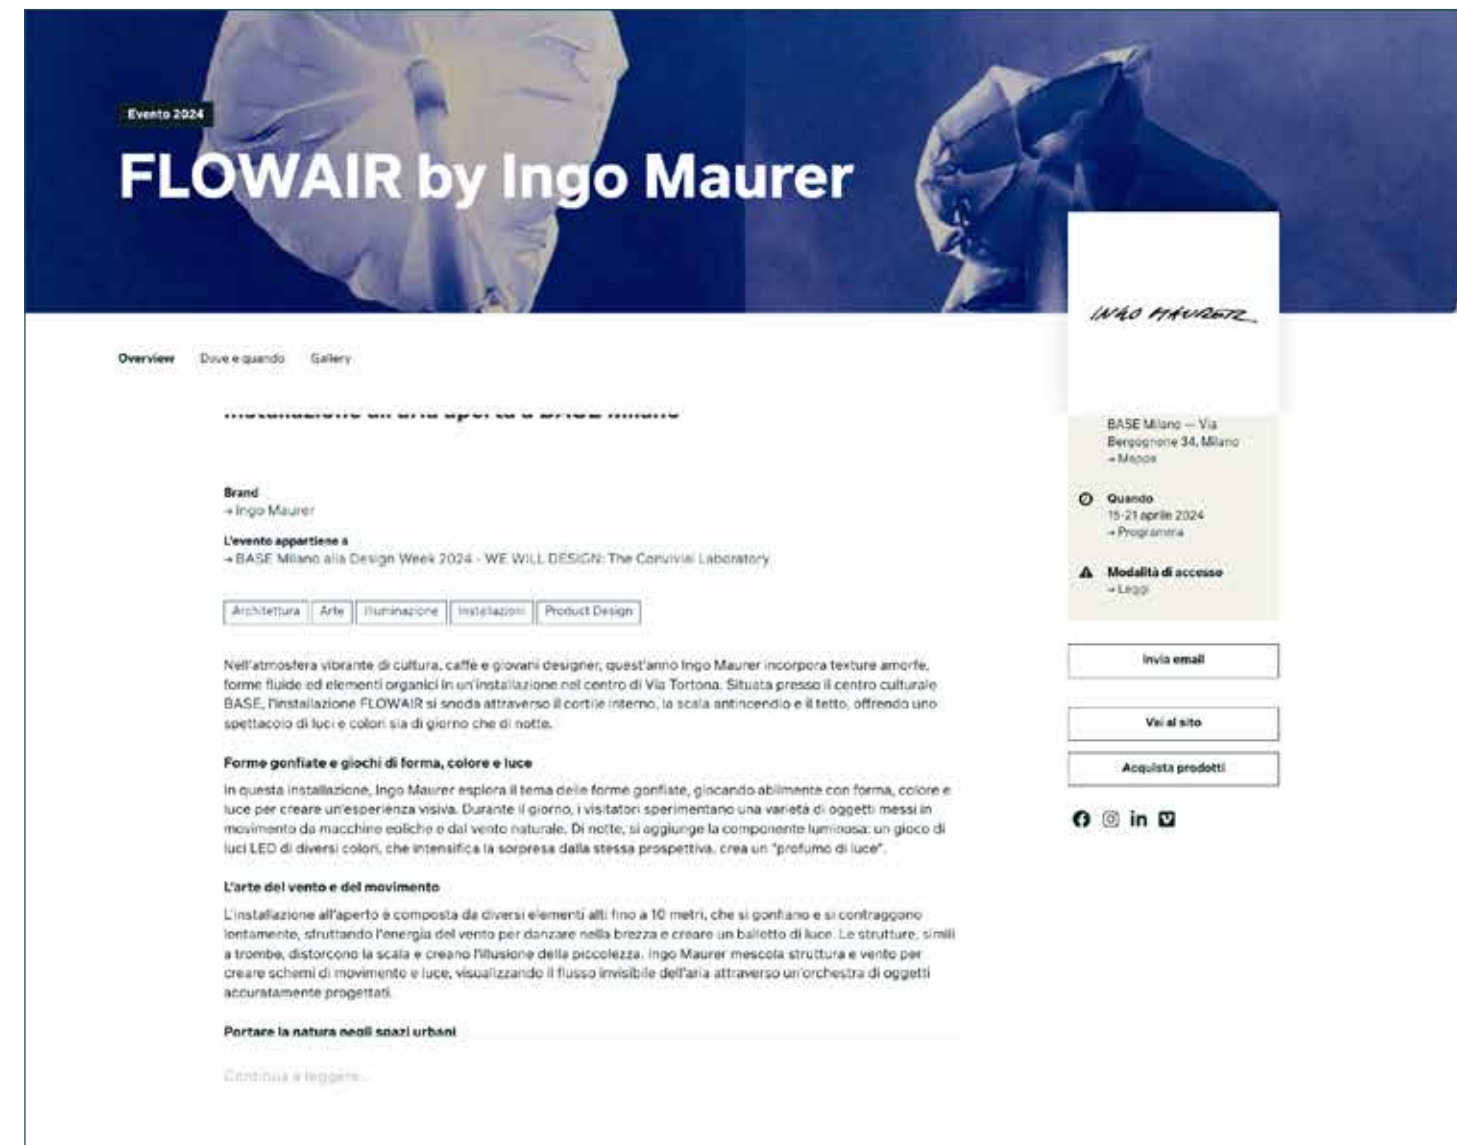 Evento 2024
FLOWAIR by Ingo Maurer
INGO MAURER
Overview Dove e quando Gallery
Installazione all'aria aperta a BASE Milano
Brand
→ Ingo Maurer
L'evento appartiene a
→ BASE Milano alla Design Week 2024 - WE WILL DESIGN: The Convivial Laboratory
Architettura Arte Illuminazione Installazioni Product Design
Nell'atmosfera vibrante di cultura, caffè e giovani designer, quest'anno Ingo Maurer incorpora texture amorfe,
forme fluide ed elementi organici in un'installazione nel centro di Via Tortona. Situata presso il centro culturale
BASE, l'installazione FLOWAIR si snoda attraverso il cortile interno, la scala antincendio e il tetto, offrendo uno
spettacolo di luci e colori sia di giorno che di notte.
Forme gonfiate e giochi di forma, colore e luce
In questa installazione, Ingo Maurer esplora il tema delle forme gonfiate, giocando abilmente con forma, colore e
luce per creare un'esperienza visiva. Durante il giorno, i visitatori sperimentano una varietà di oggetti messi in
movimento da macchine eoliche e dal vento naturale. Di notte, si aggiunge la componente luminosa: un gioco di
luci LED di diversi colori, che intensifica la sorpresa dalla stessa prospettiva, crea un "profumo di luce".
L'arte del vento e del movimento
L'installazione all'aperto è composta da diversi elementi alti fino a 10 metri, che si gonfiano e si contraggono
lentamente, sfruttando l'energia del vento per danzare nella brezza e creare un balletto di luce. Le strutture, simili
a trombe, distorcono la scala e creano l'illusione della piccolezza. Ingo Maurer mescola struttura e vento per
creare schemi di movimento e luce, visualizzando il flusso invisibile dell'aria attraverso un'orchestra di oggetti
accuratamente progettati.
Portare la natura negli spazi urbani
Continua a leggere...
BASE Milano — Via
Bergognone 34, Milano
→ Mappa
Quando
15-21 aprile 2024
→ Programma
Modalità di accesso
→ Leggi
Invia email
Vai al sito
Acquista prodotti